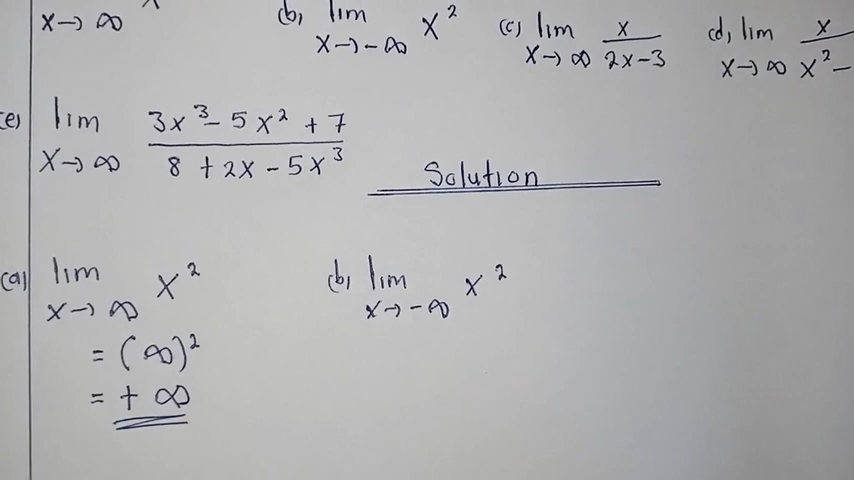 x → ∞ (b), lim x → -∞ x² (c) lim x → ∞ x/(2x-3) (d), lim x → ∞ x/(x² -
(e) lim x → ∞ (3x³ - 5x² + 7)/(8 + 2x - 5x³)
Solution
(a) lim x → ∞ x² (b), lim x → -∞ x²
= (∞)²
= + ∞